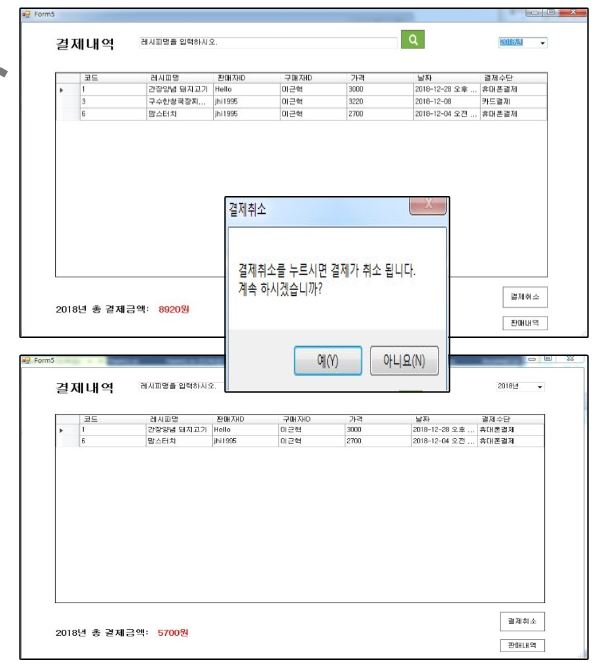 Form5
결제내역 레시피명을 입력하시오. 2018년
코드 레시피명 판매자ID 구매자ID 가격 날짜 결제수단
1 간장양념 돼지고기 Hello 이근혁 3000 2018-12-28 오후 ... 휴대폰결제
3 구수한청국장찌,,, jhl1995 이근혁 3220 2018-12-08 카드결제
6 맘스터치 jhl1995 이근혁 2700 2018-12-04 오전 ... 휴대폰결제
결제취소
결제취소를 누르시면 결제가 취소 됩니다.
계속 하시겠습니까?
예(Y) 아니요(N)
결제취소
2018년 총 결제금액: 8920원
판매내역
Form5
결제내역 레시피명을 입력하시오. 2018년
코드 레시피명 판매자ID 구매자ID 가격 날짜 결제수단
1 간장양념 돼지고기 Hello 이근혁 3000 2018-12-28 오후 ... 휴대폰결제
6 맘스터치 jhl1995 이근혁 2700 2018-12-04 오전 ... 휴대폰결제
결제취소
2018년 총 결제금액: 5700원
판매내역